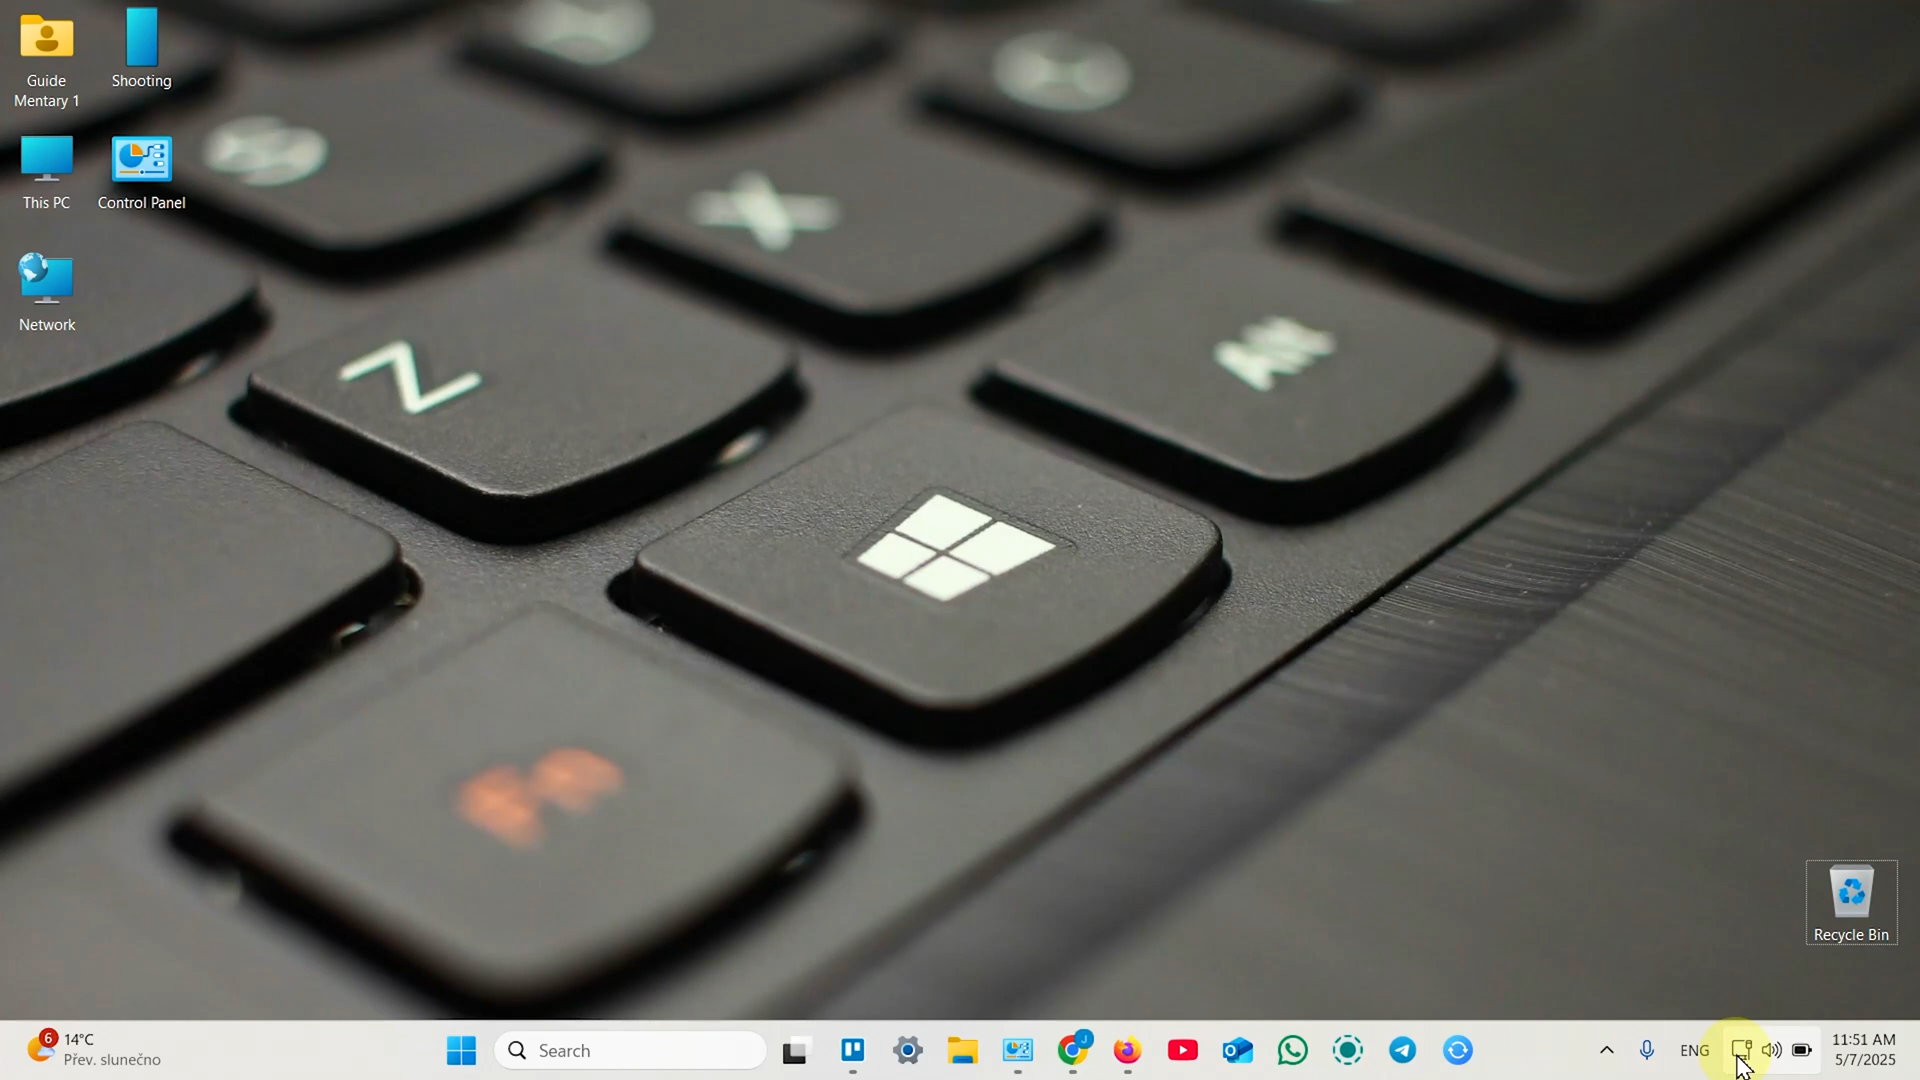 Guide
Mentary 1
Shooting
This PC
Control Panel
Network
Z
X
Recycle Bin
6
14°C
Přev. slunečno
Search
J
ENG
11:51 AM
5/7/2025